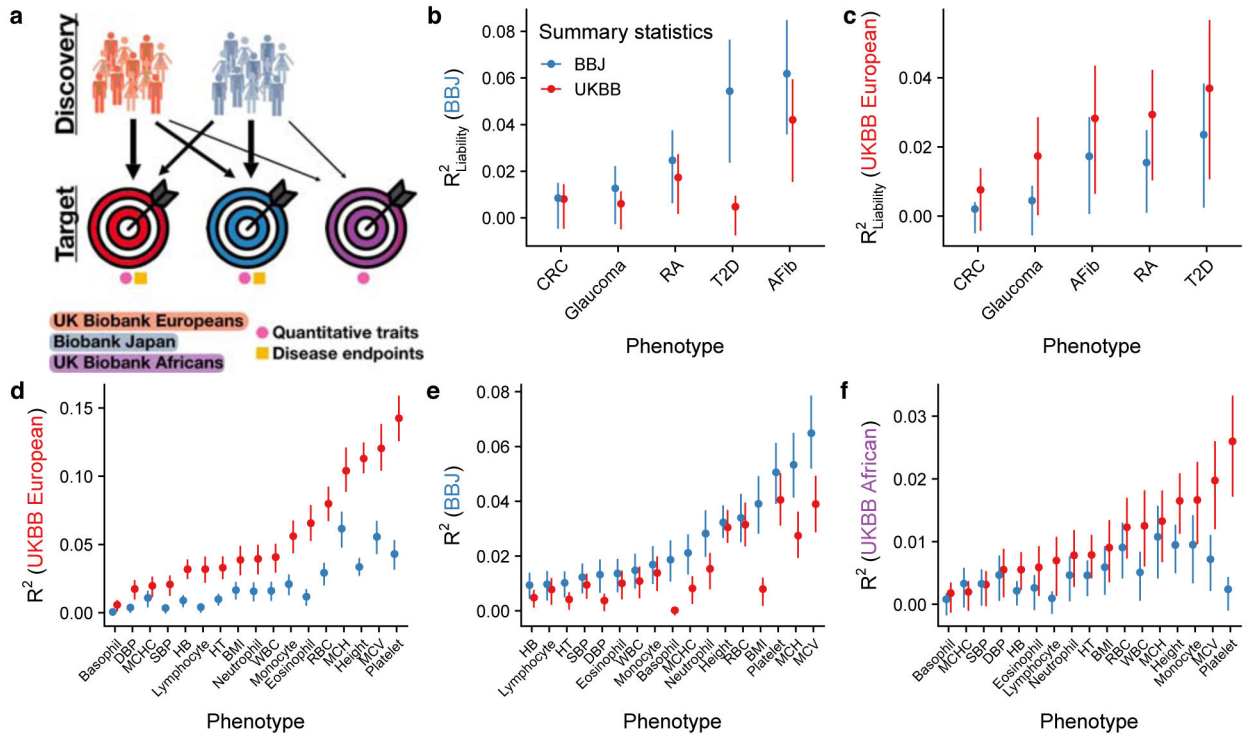 a
Discovery
Target
UK Biobank Europeans
Biobank Japan
UK Biobank Africans
Quantitative traits
Disease endpoints
b
R²Liability (BBJ)
0.08
0.06
0.04
0.02
0.00
Summary statistics
BBJ
UKBB
CRC
Glaucoma
RA
T2D
AFib
Phenotype
c
R²Liability (UKBB European)
0.04
0.02
0.00
CRC
Glaucoma
AFib
RA
T2D
Phenotype
d
R² (UKBB European)
0.15
0.10
0.05
0.00
Basophil
DBP
MCHC
SBP
HB
Lymphocyte
HT
BMI
Neutrophil
WBC
Monocyte
Eosinophil
RBC
MCH
Height
MCV
Platelet
Phenotype
e
R² (BBJ)
0.08
0.06
0.04
0.02
0.00
HB
Lymphocyte
HT
SBP
DBP
Eosinophil
WBC
Monocyte
Basophil
MCHC
Neutrophil
Height
RBC
BMI
Platelet
MCH
MCV
Phenotype
f
R² (UKBB African)
0.03
0.02
0.01
0.00
Basophil
MCHC
SBP
DBP
HB
Eosinophil
Lymphocyte
Neutrophil
HT
BMI
RBC
WBC
MCH
Height
Monocyte
MCV
Platelet
Phenotype